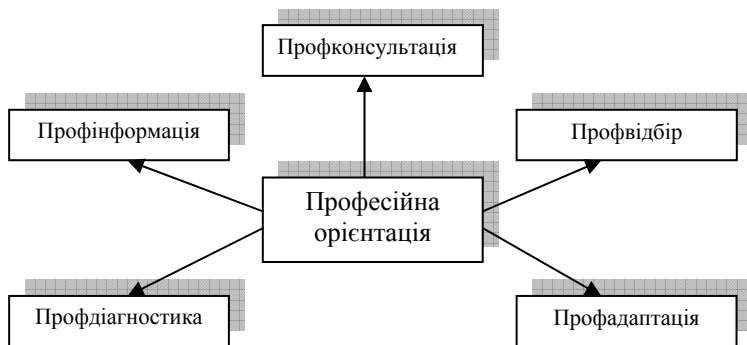 Профконсультація
Профінформація
Профвідбір
Професійна
орієнтація
Профдіагностика
Профадаптація